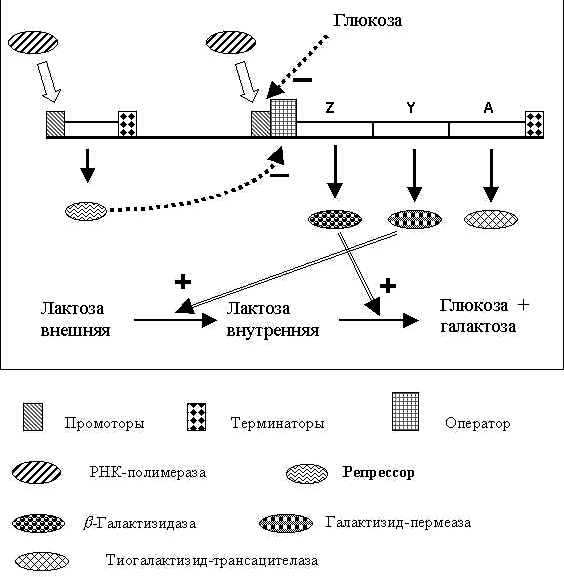 Глюкоза
Z Y A
Лактоза внешняя
Лактоза внутренняя
Глюкоза + галактоза
Промоторы
Терминаторы
Оператор
РНК-полимераза
Репрессор
β-Галактизидаза
Галактизид-пермеаза
Тиогалактизид-трансацителаза